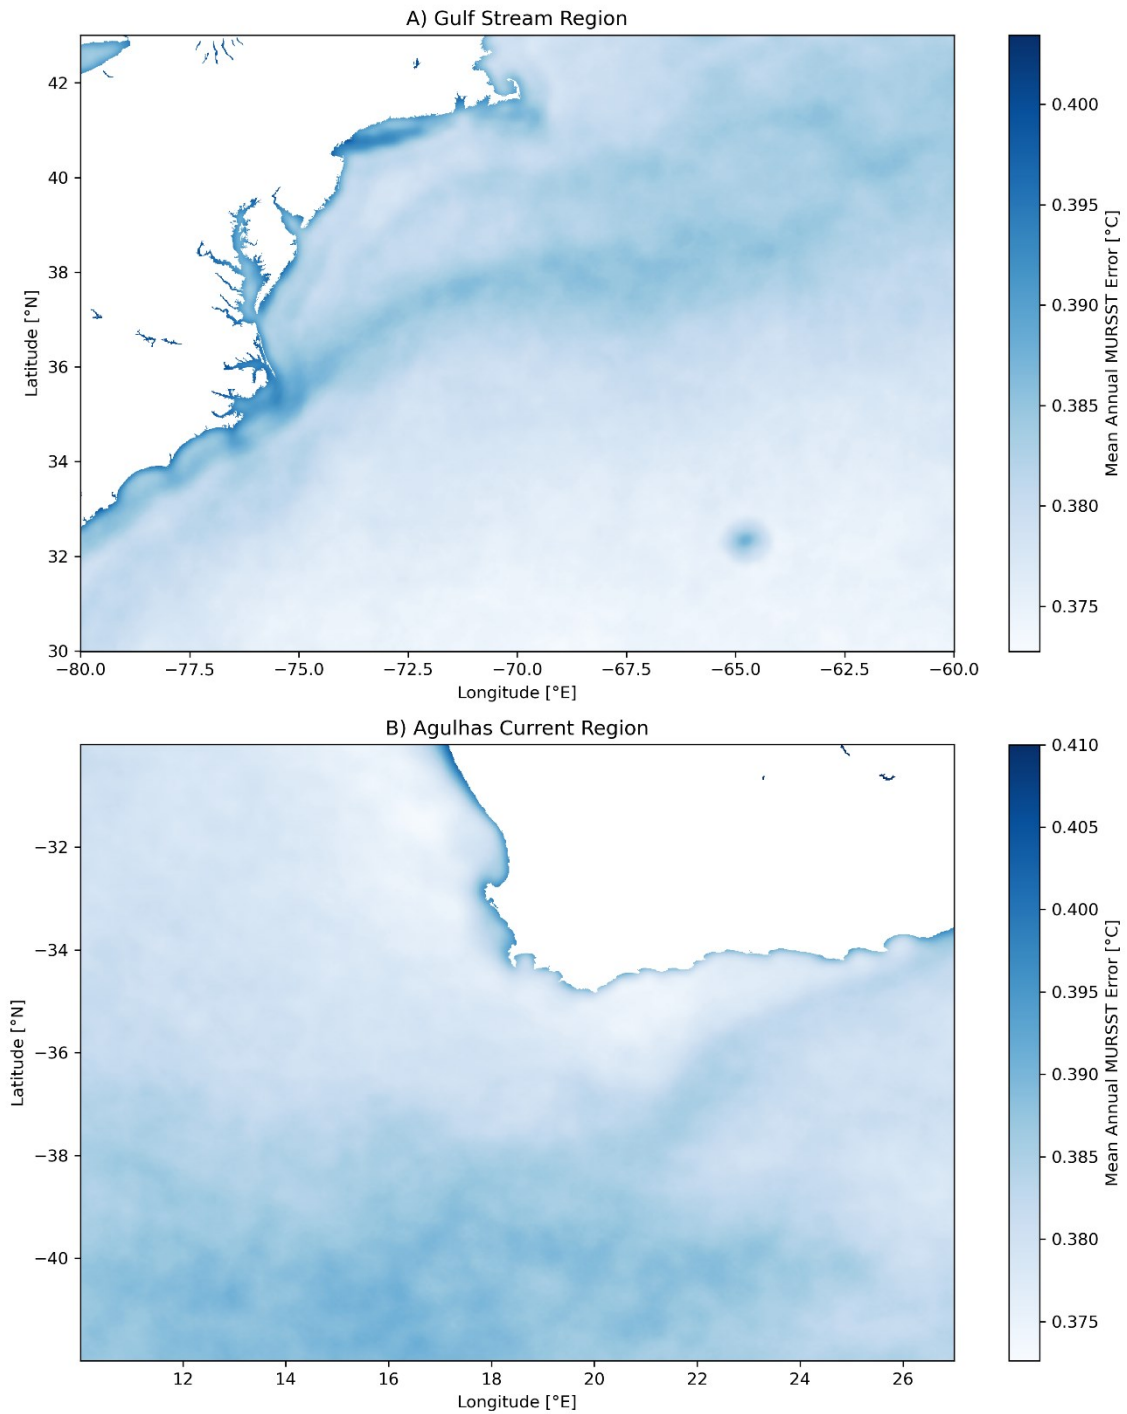 A) Gulf Stream Region
42
40
38
36
34
32
30
Latitude [°N]
−80.0 −77.5 −75.0 −72.5 −70.0 −67.5 −65.0 −62.5 −60.0
Longitude [°E]
0.400
0.395
0.390
0.385
0.380
0.375
Mean Annual MURSST Error [°C]
B) Agulhas Current Region
−32
−34
−36
−38
−40
Latitude [°N]
12 14 16 18 20 22 24 26
Longitude [°E]
0.410
0.405
0.400
0.395
0.390
0.385
0.380
0.375
Mean Annual MURSST Error [°C]